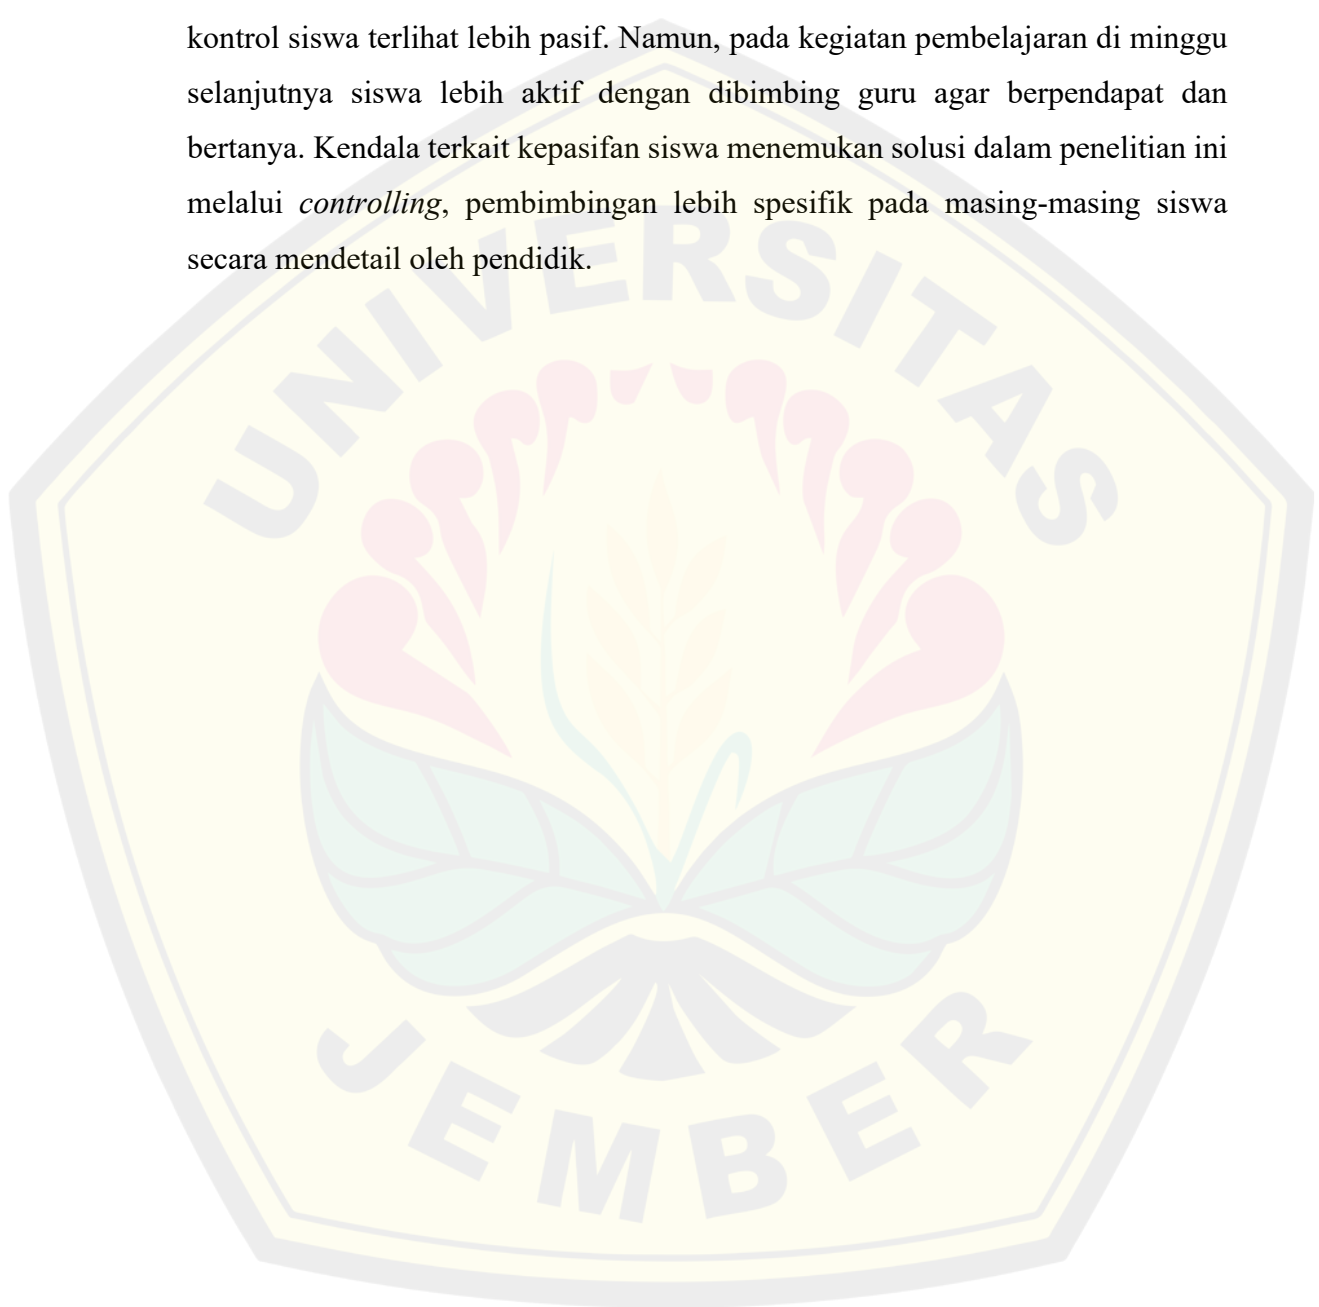 kontrol siswa terlihat lebih pasif. Namun, pada kegiatan pembelajaran di minggu
selanjutnya siswa lebih aktif dengan dibimbing guru agar berpendapat dan
bertanya. Kendala terkait kepasifan siswa menemukan solusi dalam penelitian ini
melalui controlling, pembimbingan lebih spesifik pada masing-masing siswa
secara mendetail oleh pendidik.
UNIVERSITAS
JEMBER